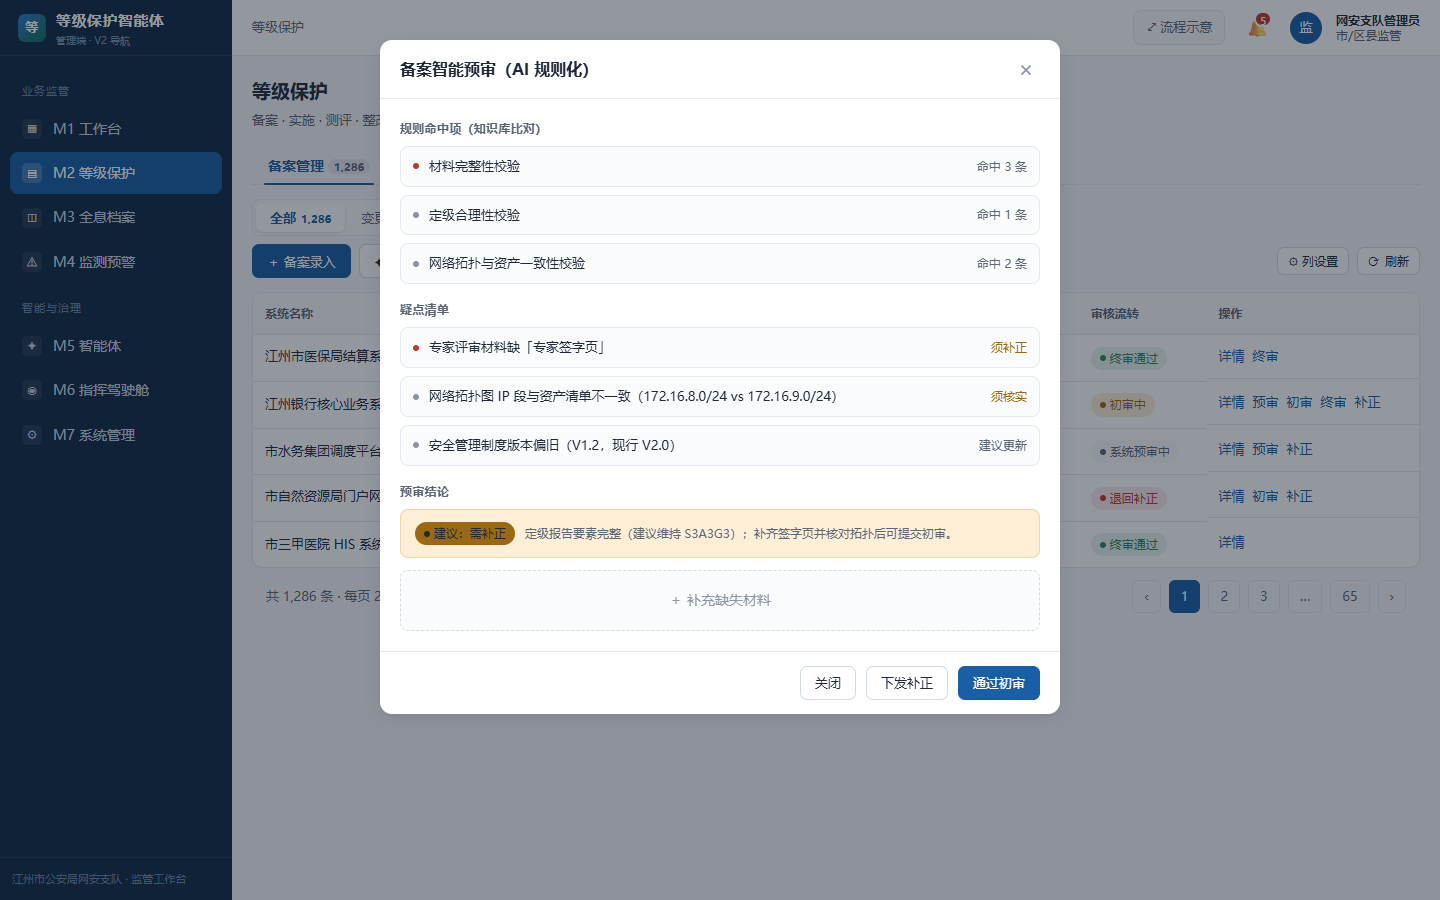 等
等级保护智能体
管理端 · V2 导航
业务监管
M1 工作台
M2 等级保护
M3 全息档案
M4 监测预警
智能与治理
M5 智能体
M6 指挥驾驶舱
M7 系统管理
江州市公安局网安支队 · 监管工作台
等级保护
流程示意
5
监
网安支队管理员
市/区县监管
等级保护
备案 · 实施 · 测评 · 整
备案管理 1,286
全部 1,286
+ 备案录入
列设置
刷新
系统名称
审核流转
操作
江州市医保局结算系
终审通过
详情 终审
江州银行核心业务系
初审中
详情 预审 初审 终审 补正
市水务集团调度平台
系统预审中
详情 预审 补正
市自然资源局门户网
退回补正
详情 初审 补正
市三甲医院 HIS 系统
终审通过
详情
共 1,286 条 · 每页 2
‹ 1 2 3 … 65 ›
备案智能预审（AI 规则化）
×
规则命中项（知识库比对）
材料完整性校验
命中 3 条
定级合理性校验
命中 1 条
网络拓扑与资产一致性校验
命中 2 条
疑点清单
专家评审材料缺「专家签字页」
须补正
网络拓扑图 IP 段与资产清单不一致（172.16.8.0/24 vs 172.16.9.0/24）
须核实
安全管理制度版本偏旧（V1.2，现行 V2.0）
建议更新
预审结论
建议：需补正
定级报告要素完整（建议维持 S3A3G3）；补齐签字页并核对拓扑后可提交初审。
+ 补充缺失材料
关闭
下发补正
通过初审